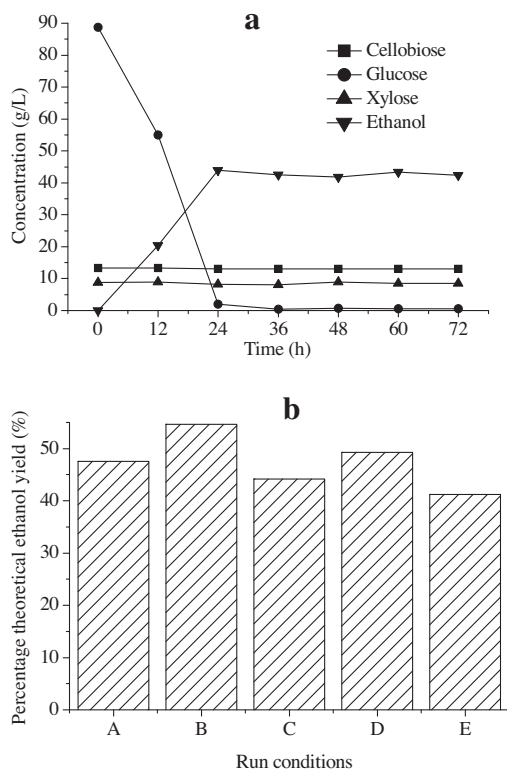 a
90
80
70
60
50
40
30
20
10
0
Concentration (g/L)
Cellobiose
Glucose
Xylose
Ethanol
0 12 24 36 48 60 72
Time (h)
b
50
40
30
20
10
0
Percentage theoretical ethanol yield (%)
A B C D E
Run conditions